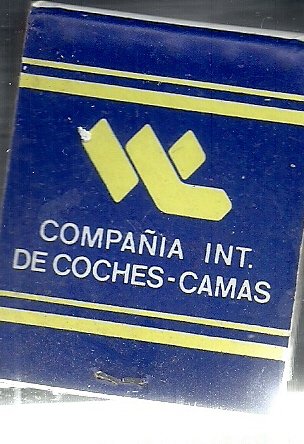 COMPAÑIA INT.
DE COCHES-CAMAS